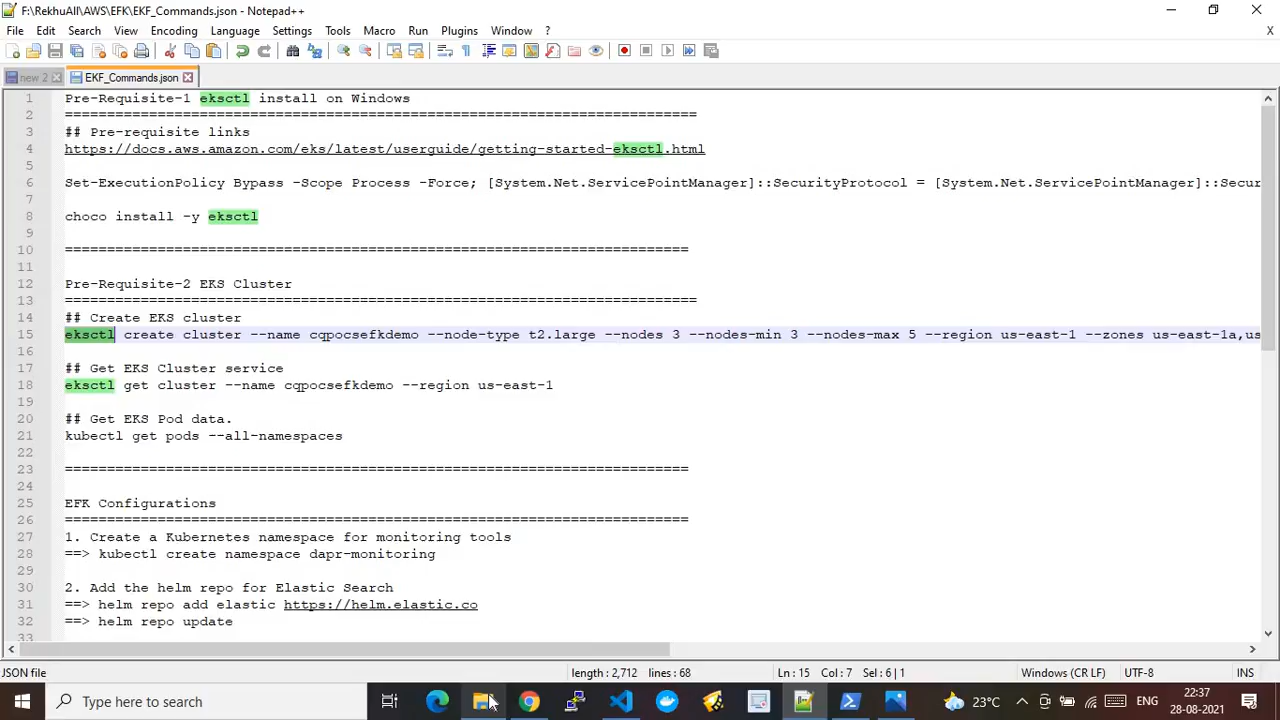 F:\RekhuAll\AWS\EFK\EKF_Commands.json - Notepad++
File Edit Search View Encoding Language Settings Tools Macro Run Plugins Window ? X
new 2 EKF_Commands.json
1 Pre-Requisite-1 eksctl install on Windows
2 ===========================================================================
3 ## Pre-requisite links
4 https://docs.aws.amazon.com/eks/latest/userguide/getting-started-eksctl.html
5
6 Set-ExecutionPolicy Bypass -Scope Process -Force; [System.Net.ServicePointManager]::SecurityProtocol = [System.Net.ServicePointManager]::Secur
7
8 choco install -y eksctl
9
10 ==========================================================================
11
12 Pre-Requisite-2 EKS Cluster
13 ===========================================================================
14 ## Create EKS cluster
15 eksctl create cluster --name cqpocsefkdemo --node-type t2.large --nodes 3 --nodes-min 3 --nodes-max 5 --region us-east-1 --zones us-east-1a,us
16
17 ## Get EKS Cluster service
18 eksctl get cluster --name cqpocsefkdemo --region us-east-1
19
20 ## Get EKS Pod data.
21 kubectl get pods --all-namespaces
22
23 ==========================================================================
24
25 EFK Configurations
26 ==========================================================================
27 1. Create a Kubernetes namespace for monitoring tools
28 ==> kubectl create namespace dapr-monitoring
29
30 2. Add the helm repo for Elastic Search
31 ==> helm repo add elastic https://helm.elastic.co
32 ==> helm repo update
33
JSON file length : 2,712 lines : 68 Ln : 15 Col : 7 Sel : 6 | 1 Windows (CR LF) UTF-8 INS
Type here to search 23°C ENG 22:37
28-08-2021